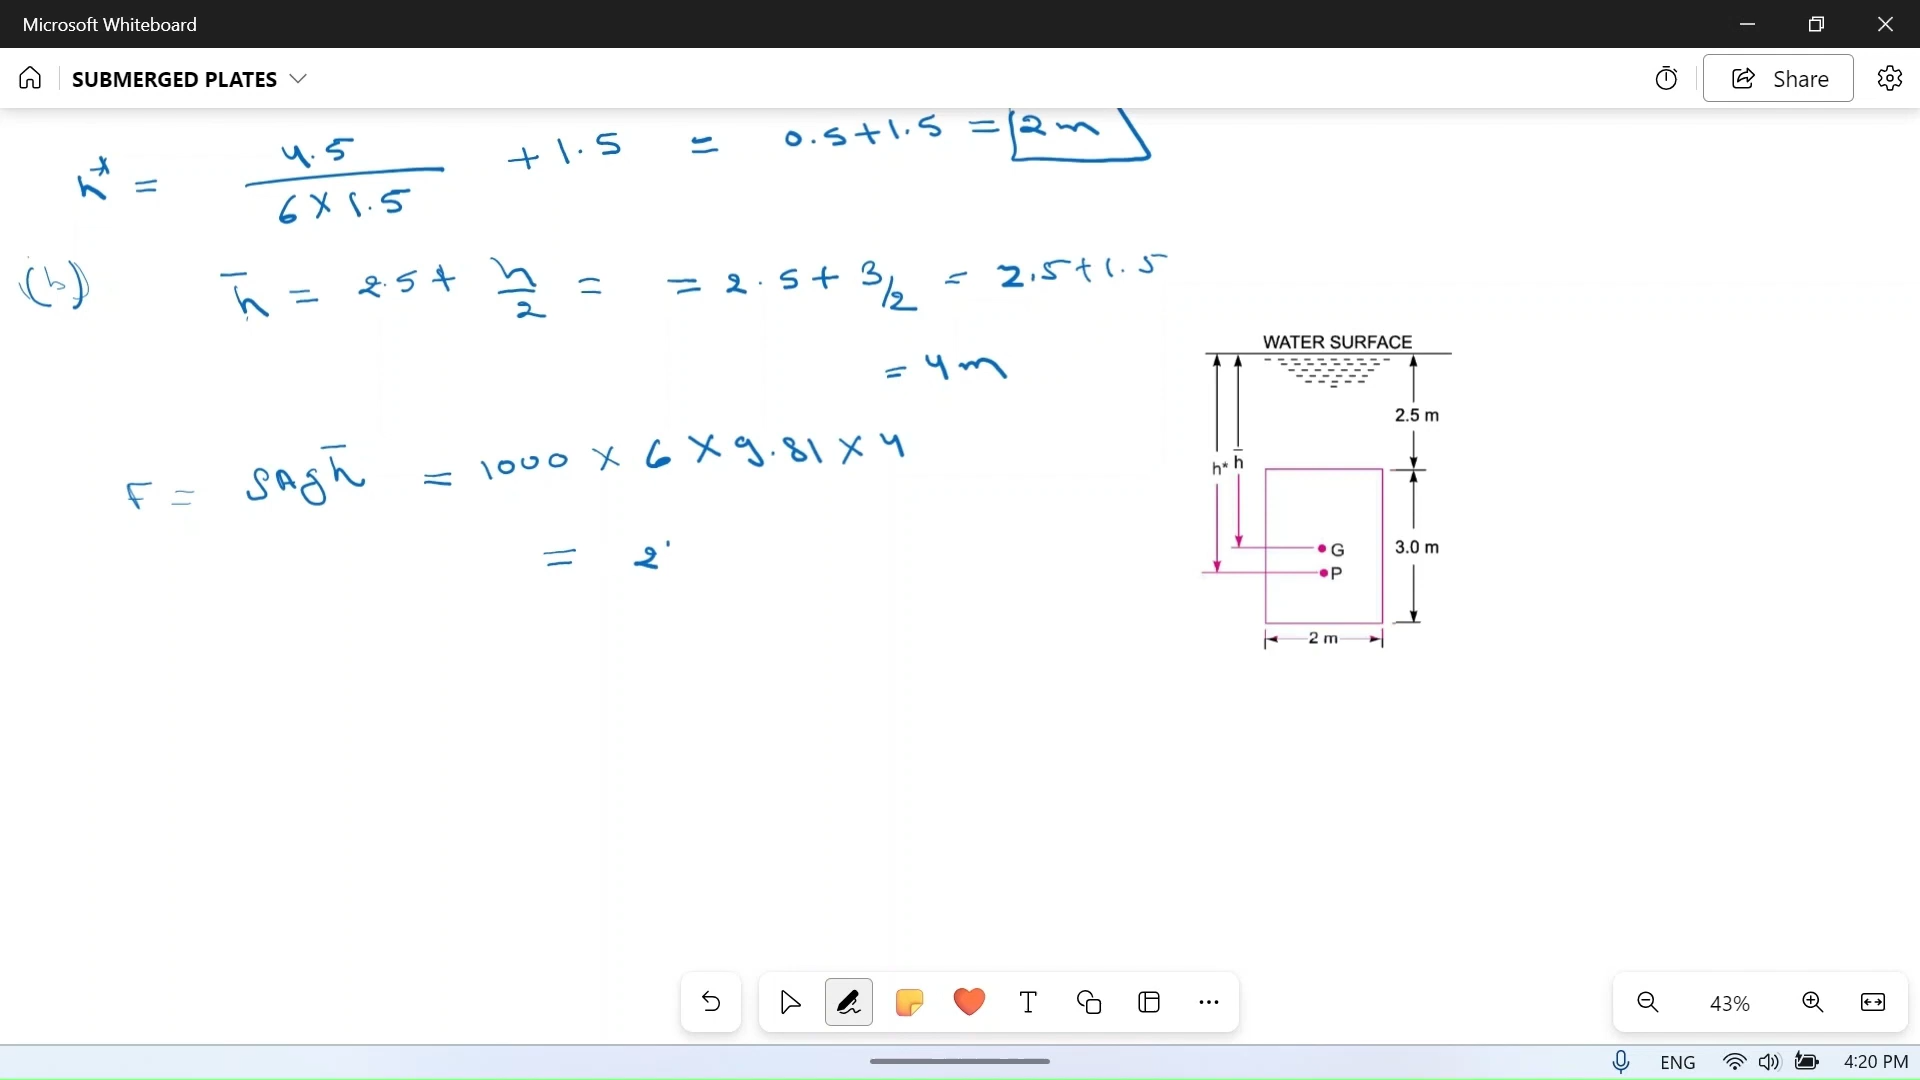 Microsoft Whiteboard
SUBMERGED PLATES
Share
h* = 4.5 / 6 × 1.5 + 1.5 = 0.5 + 1.5 = 2 m
(b) h̄ = 2.5 + h/2 = = 2.5 + 3/2 = 2.5 + 1.5
= 4 m
F = ρAgh̄ = 1000 × 6 × 9.81 × 4
= 2
WATER SURFACE
2.5 m
h* h̄
G
3.0 m
P
2 m
T
43%
ENG
4:20 PM